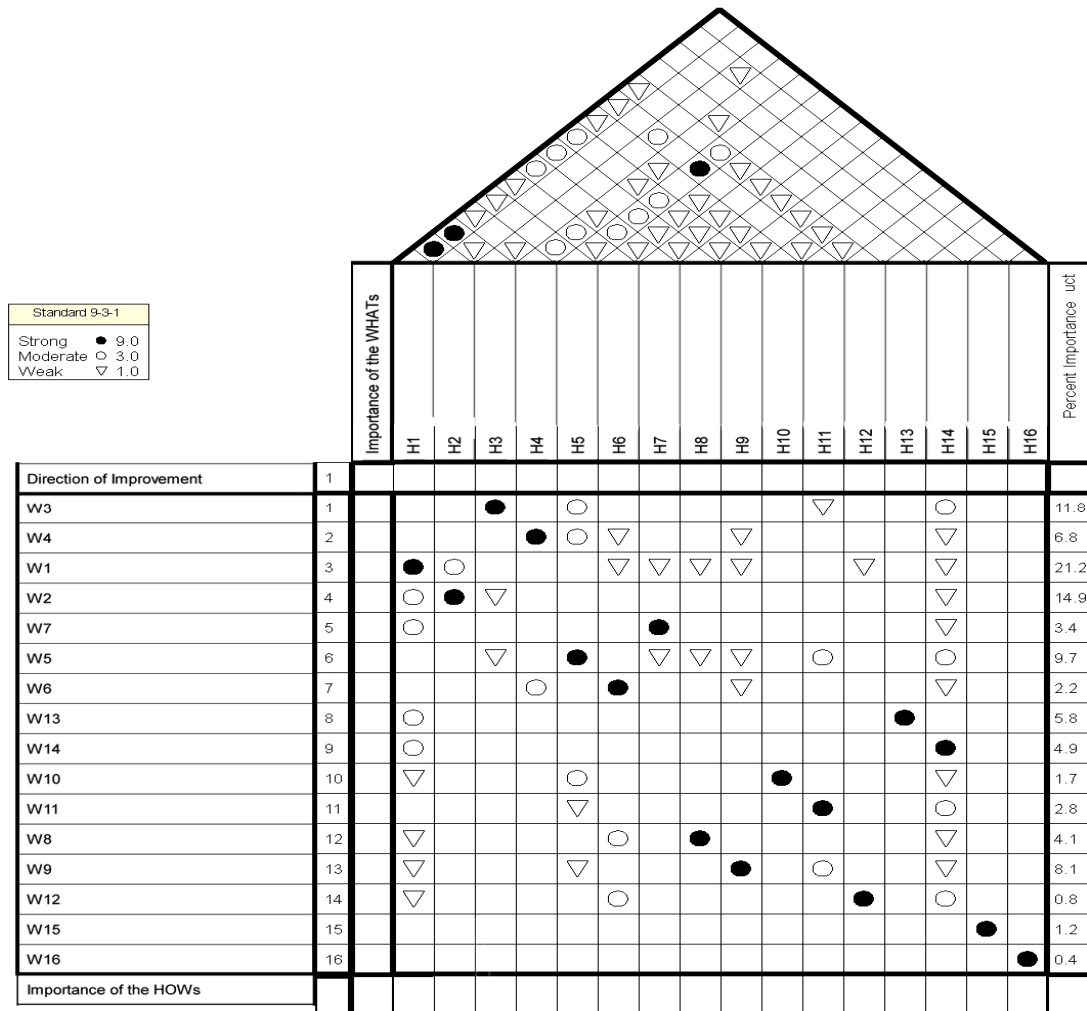 Standard 9-3-1
Strong ● 9.0
Moderate ○ 3.0
Weak ▽ 1.0
Importance of the WHATs
H1 H2 H3 H4 H5 H6 H7 H8 H9 H10 H11 H12 H13 H14 H15 H16
Percent Importance uct
Direction of Improvement 1
W3 1 11.8
W4 2 6.8
W1 3 21.2
W2 4 14.9
W7 5 3.4
W5 6 9.7
W6 7 2.2
W13 8 5.8
W14 9 4.9
W10 10 1.7
W11 11 2.8
W8 12 4.1
W9 13 8.1
W12 14 0.8
W15 15 1.2
W16 16 0.4
Importance of the HOWs